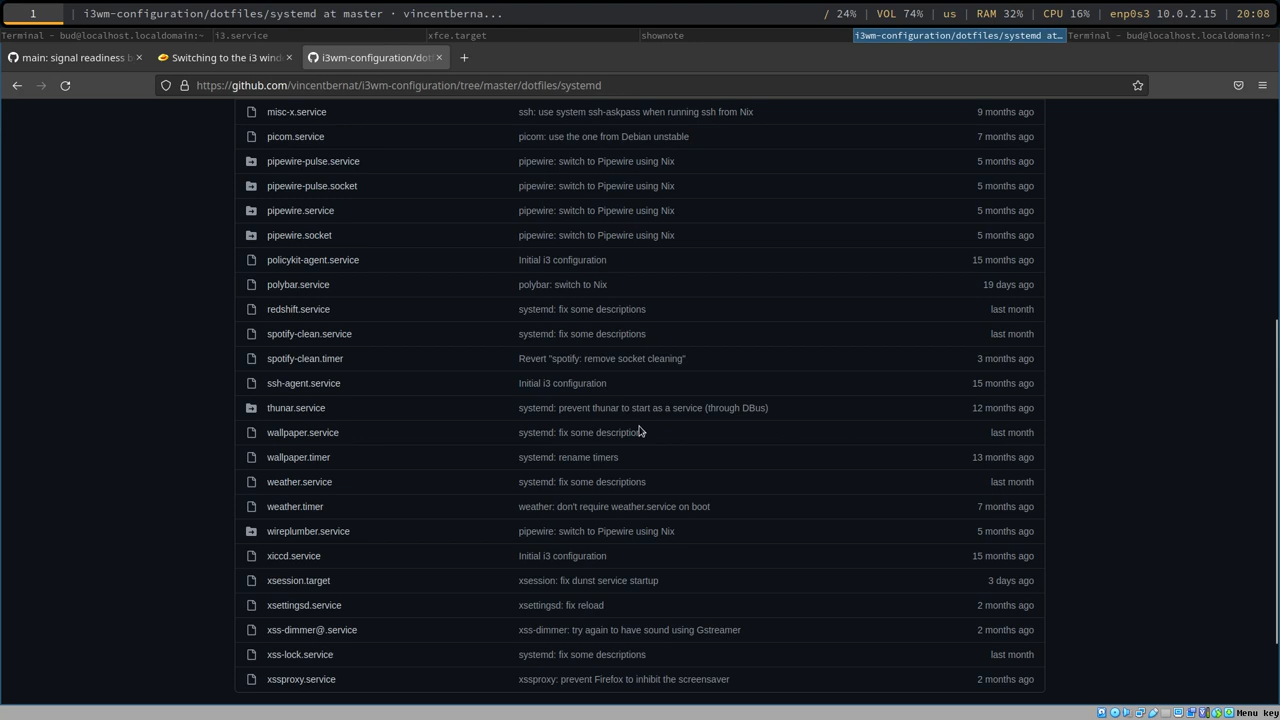 1 | i3wm-configuration/dotfiles/systemd at master · vincentberna... / 24% | VOL 74% | us | RAM 32% | CPU 16% | enp0s3 10.0.2.15 | 20:08
Terminal - bud@localhost.localdomain:~ i3.service xfce.target shownote i3wm-configuration/dotfiles/systemd at… Terminal - bud@localhost.localdomain:~
main: signal readiness b × Switching to the i3 wind × i3wm-configuration/dotf × +
https://github.com/vincentbernat/i3wm-configuration/tree/master/dotfiles/systemd
misc-x.service ssh: use system ssh-askpass when running ssh from Nix 9 months ago
picom.service picom: use the one from Debian unstable 7 months ago
pipewire-pulse.service pipewire: switch to Pipewire using Nix 5 months ago
pipewire-pulse.socket pipewire: switch to Pipewire using Nix 5 months ago
pipewire.service pipewire: switch to Pipewire using Nix 5 months ago
pipewire.socket pipewire: switch to Pipewire using Nix 5 months ago
policykit-agent.service Initial i3 configuration 15 months ago
polybar.service polybar: switch to Nix 19 days ago
redshift.service systemd: fix some descriptions last month
spotify-clean.service systemd: fix some descriptions last month
spotify-clean.timer Revert "spotify: remove socket cleaning" 3 months ago
ssh-agent.service Initial i3 configuration 15 months ago
thunar.service systemd: prevent thunar to start as a service (through DBus) 12 months ago
wallpaper.service systemd: fix some descriptions last month
wallpaper.timer systemd: rename timers 13 months ago
weather.service systemd: fix some descriptions last month
weather.timer weather: don't require weather.service on boot 7 months ago
wireplumber.service pipewire: switch to Pipewire using Nix 5 months ago
xiccd.service Initial i3 configuration 15 months ago
xsession.target xsession: fix dunst service startup 3 days ago
xsettingsd.service xsettingsd: fix reload 2 months ago
xss-dimmer@.service xss-dimmer: try again to have sound using Gstreamer 2 months ago
xss-lock.service systemd: fix some descriptions last month
xssproxy.service xssproxy: prevent Firefox to inhibit the screensaver 2 months ago
Menu key